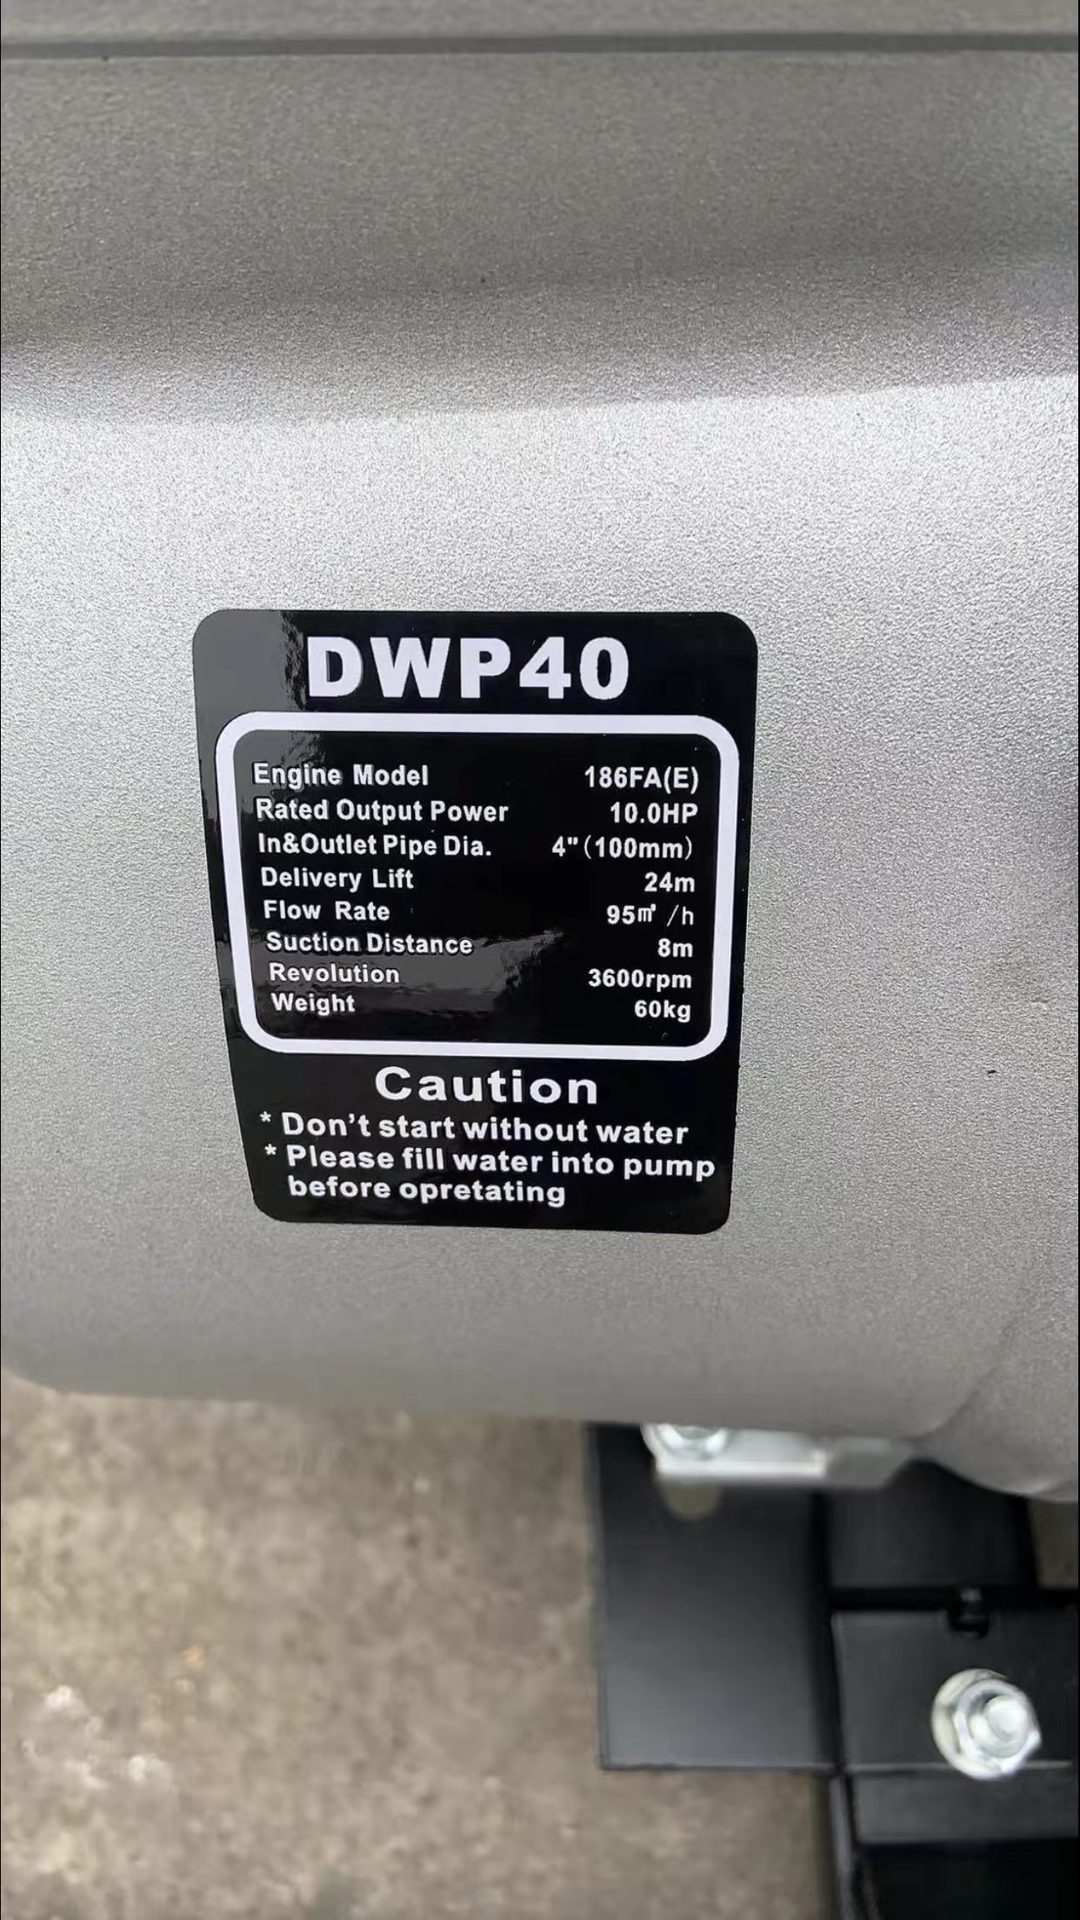 DWP40
Engine Model 186FA(E)
Rated Output Power 10.0HP
In&Outlet Pipe Dia. 4"(100mm)
Delivery Lift 24m
Flow Rate 95㎥ /h
Suction Distance 8m
Revolution 3600rpm
Weight 60kg
Caution
* Don't start without water
* Please fill water into pump
before opretating